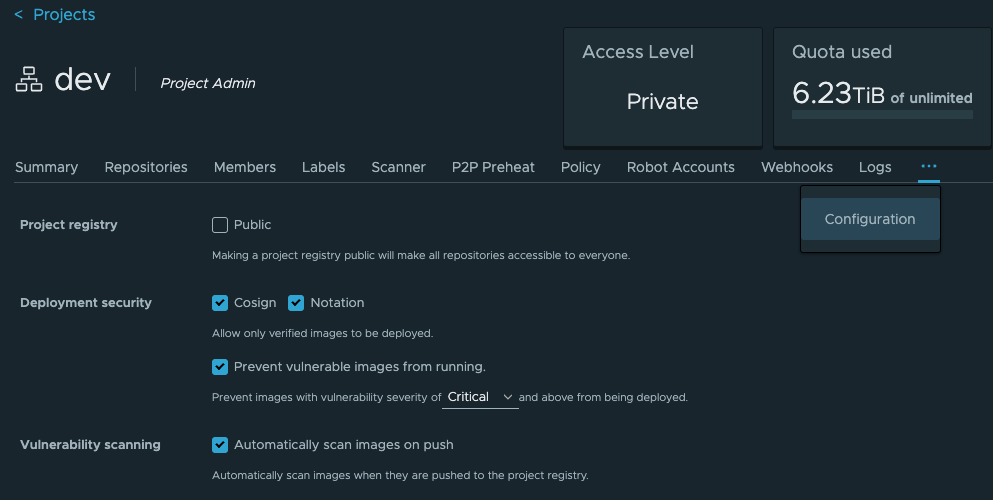 < Projects
dev
Project Admin
Access Level
Private
Quota used
6.23TiB of unlimited
Summary Repositories Members Labels Scanner P2P Preheat Policy Robot Accounts Webhooks Logs ...
Configuration
Project registry
Public
Making a project registry public will make all repositories accessible to everyone.
Deployment security
Cosign Notation
Allow only verified images to be deployed.
Prevent vulnerable images from running.
Prevent images with vulnerability severity of Critical and above from being deployed.
Vulnerability scanning
Automatically scan images on push
Automatically scan images when they are pushed to the project registry.